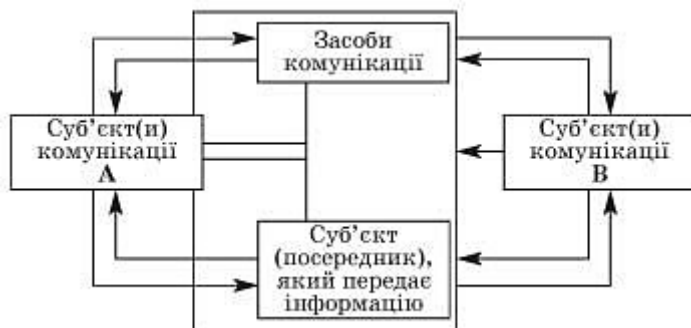 Засоби
комунікації
Суб’єкт(и)
комунікації
А
Суб’єкт(и)
комунікації
В
Суб’єкт
(посередник),
який передає
інформацію